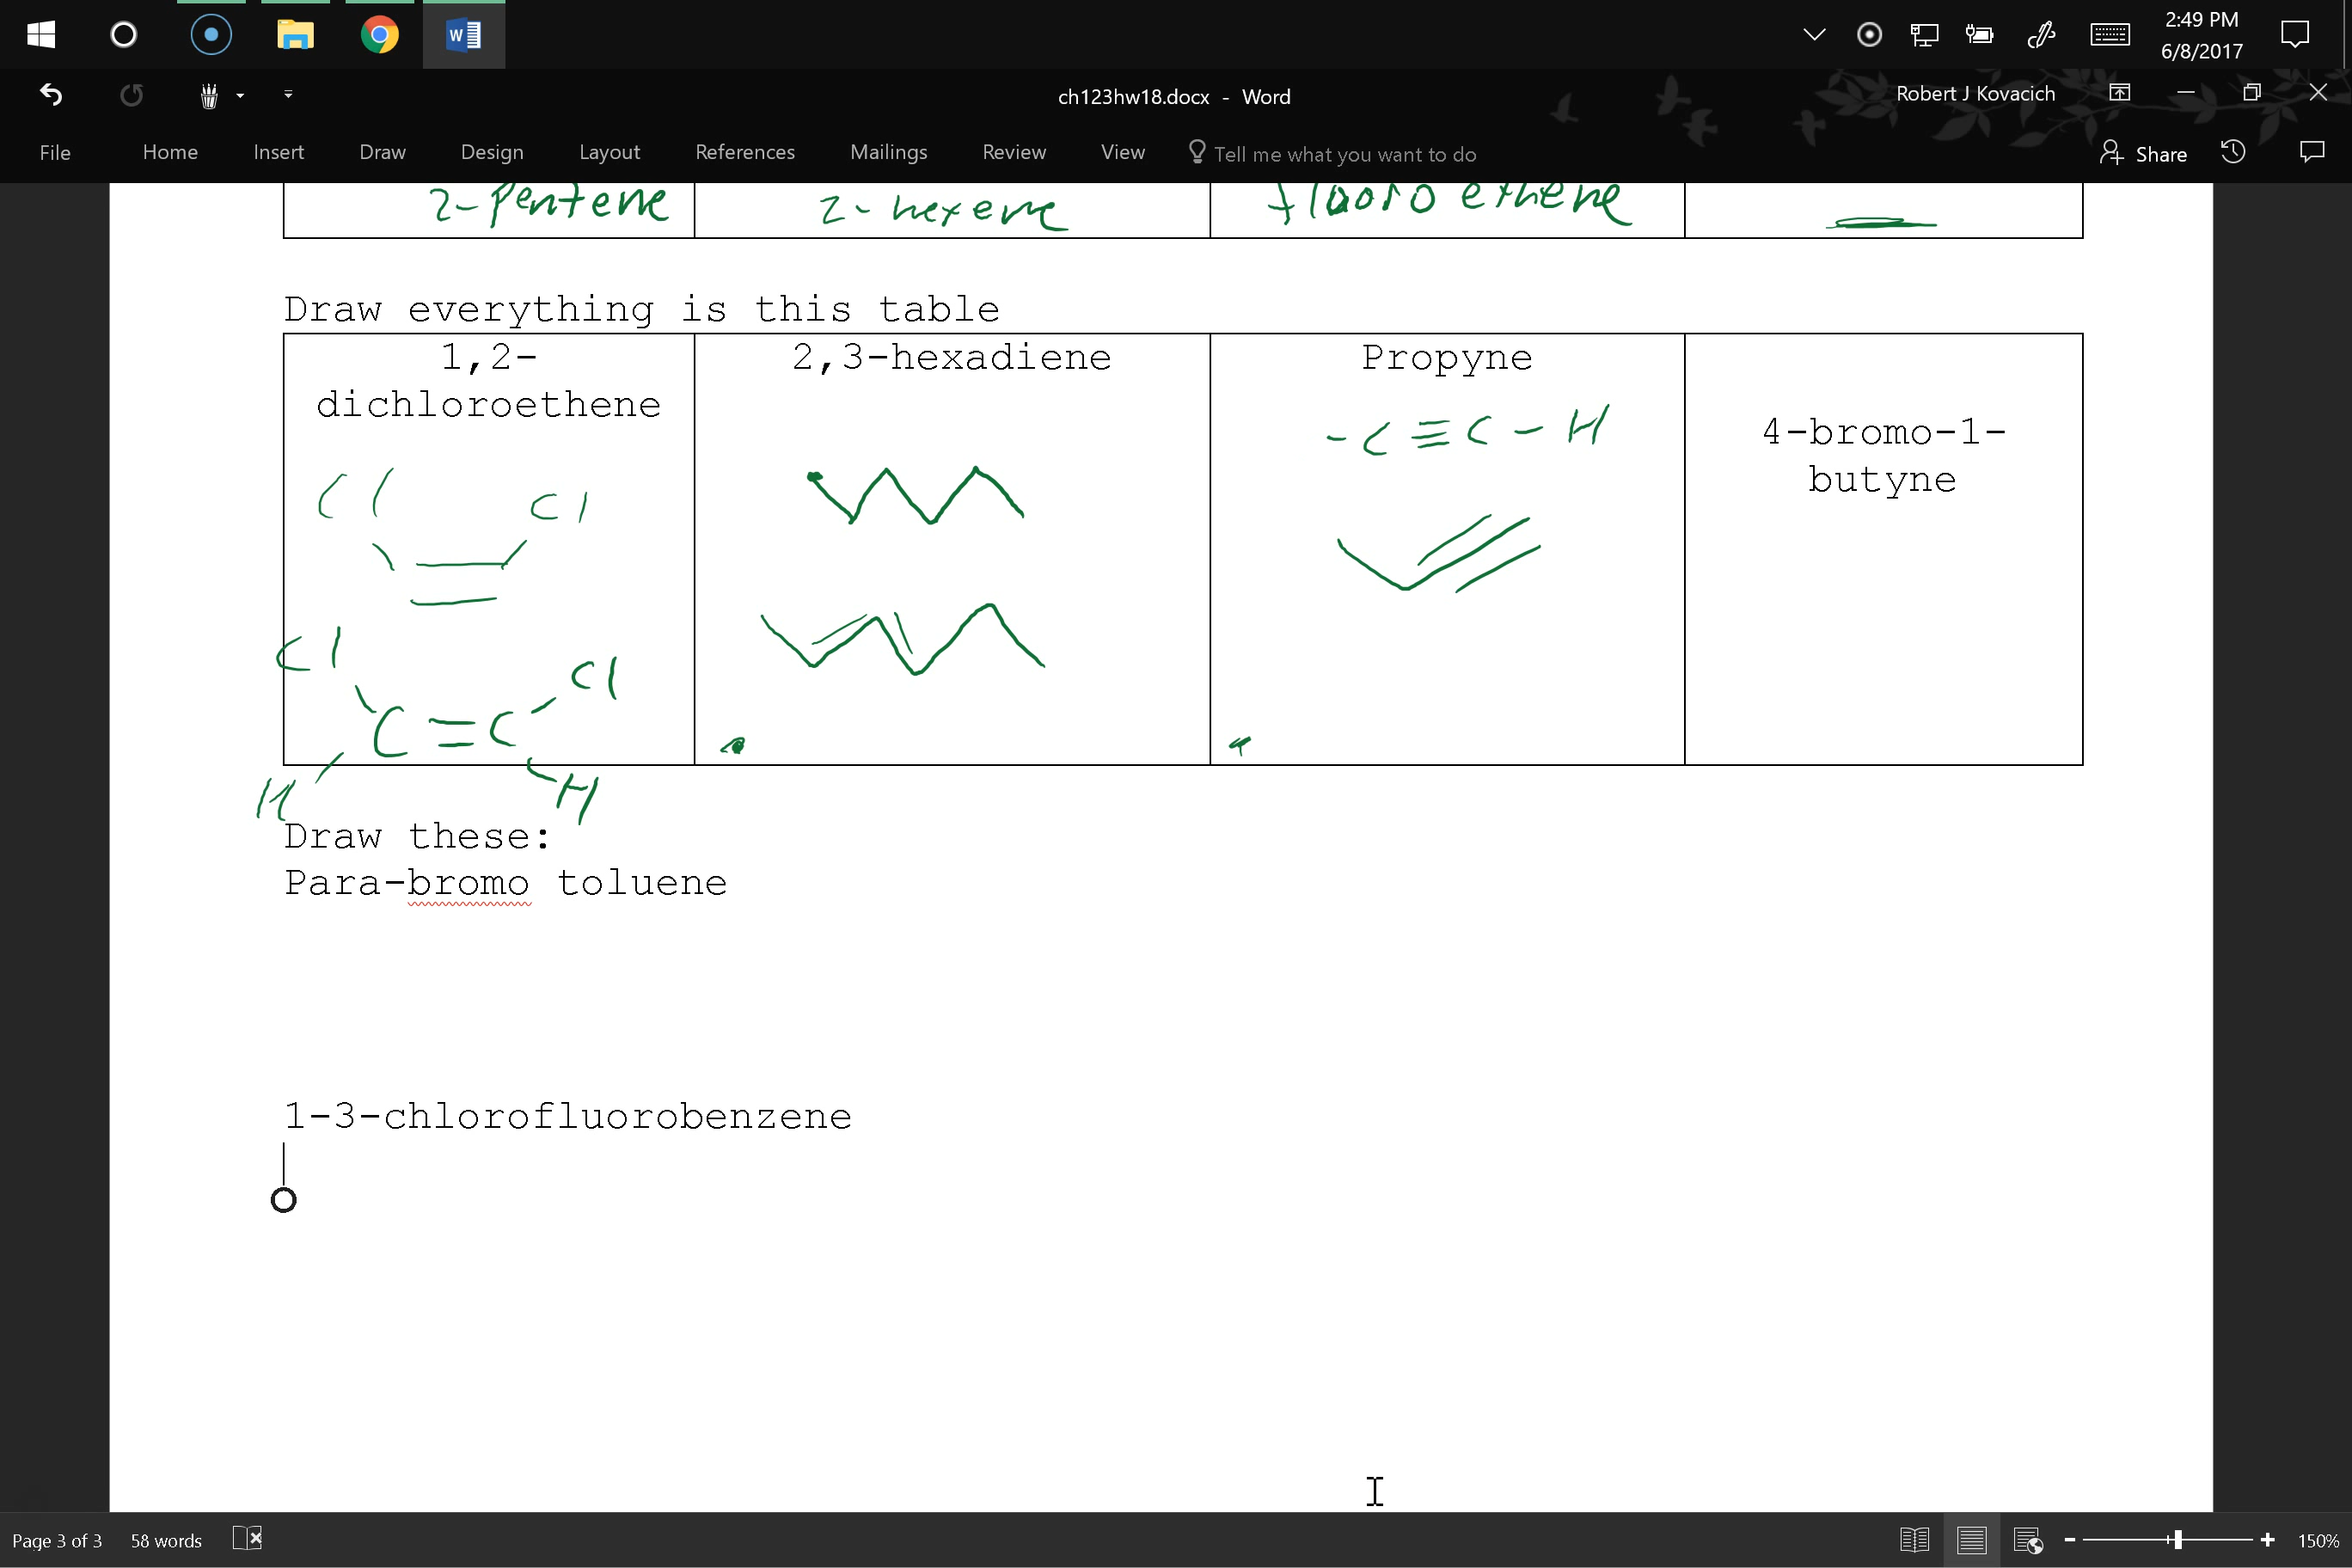 2:49 PM
6/8/2017
W
ch123hw18.docx - Word
Robert J Kovacich
File Home Insert Draw Design Layout References Mailings Review View Tell me what you want to do Share
2-Pentene 2-hexene fluoro ethene
Draw everything is this table
1,2- 2,3-hexadiene Propyne
dichloroethene
4-bromo-1-
butyne
-C≡C-H
Cl Cl
Cl Cl
C=C
H H
Draw these:
Para-bromo toluene
1-3-chlorofluorobenzene
Page 3 of 3 58 words 150%